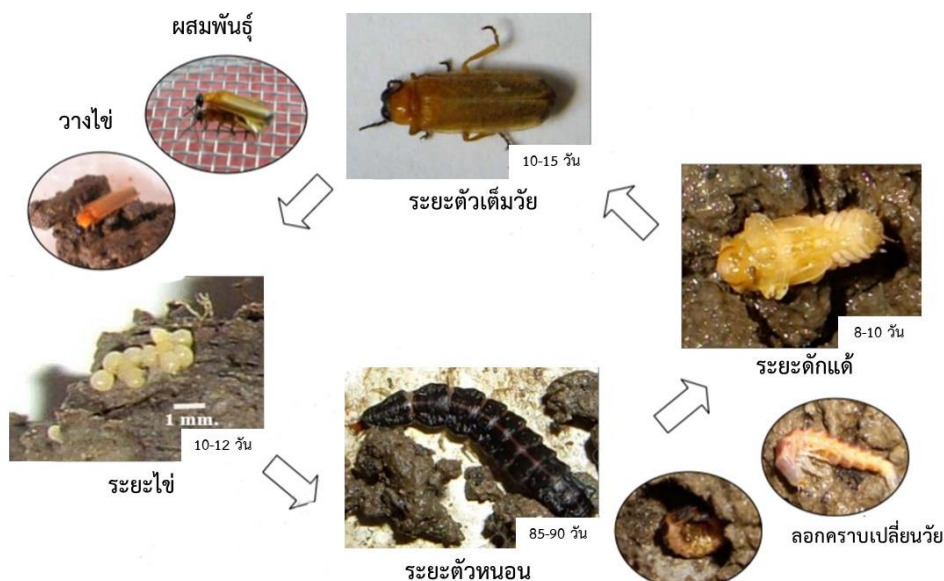 ผสมพันธุ์
วางไข่
10-15 วัน
ระยะตัวเต็มวัย
8-10 วัน
ระยะดักแด้
1 mm.
10-12 วัน
ระยะไข่
85-90 วัน
ระยะตัวหนอน
ลอกคราบเปลี่ยนวัย